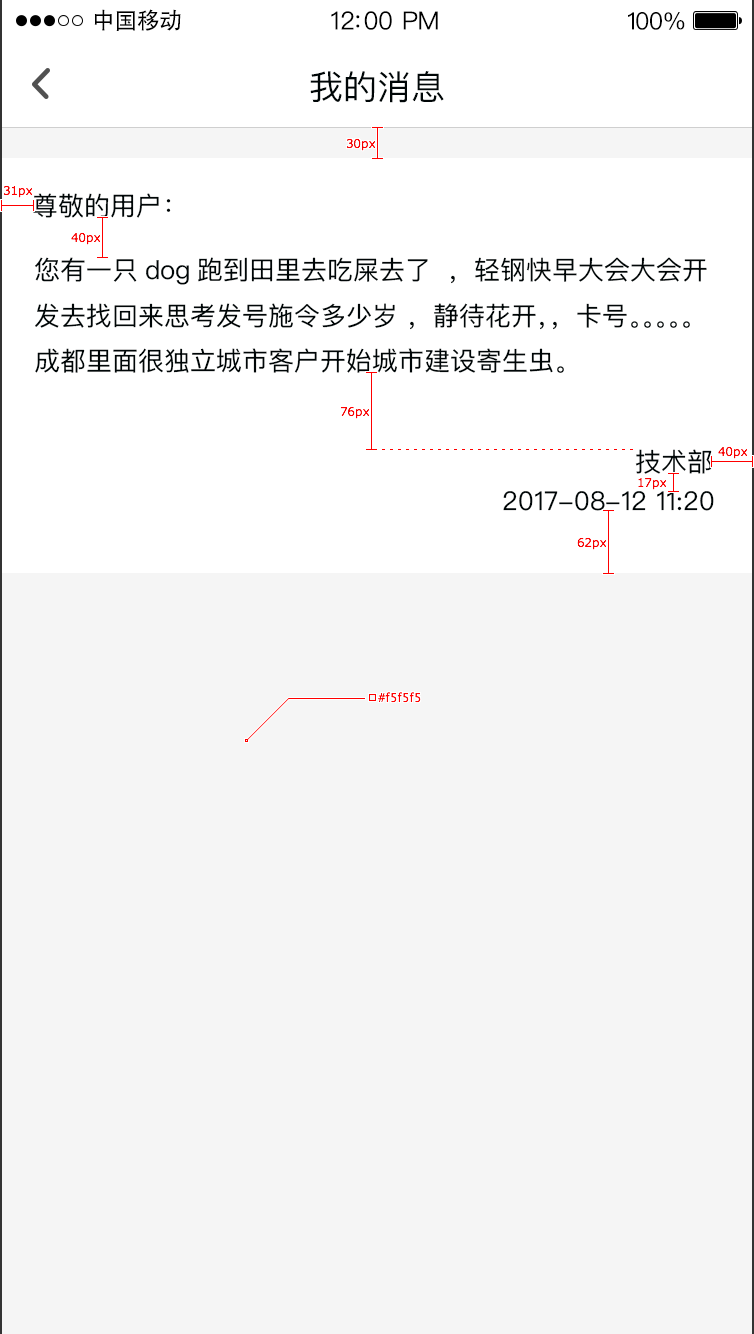 中国移动 12:00 PM 100%
我的消息
30px
31px
尊敬的用户：
40px
您有一只 dog 跑到田里去吃屎去了 ，轻钢快早大会大会开
发去找回来思考发号施令多少岁 ，静待花开，，卡号。。。。。
成都里面很独立城市客户开始城市建设寄生虫。
76px
技术部
40px
17px
2017-08-12 11:20
62px
#f5f5f5